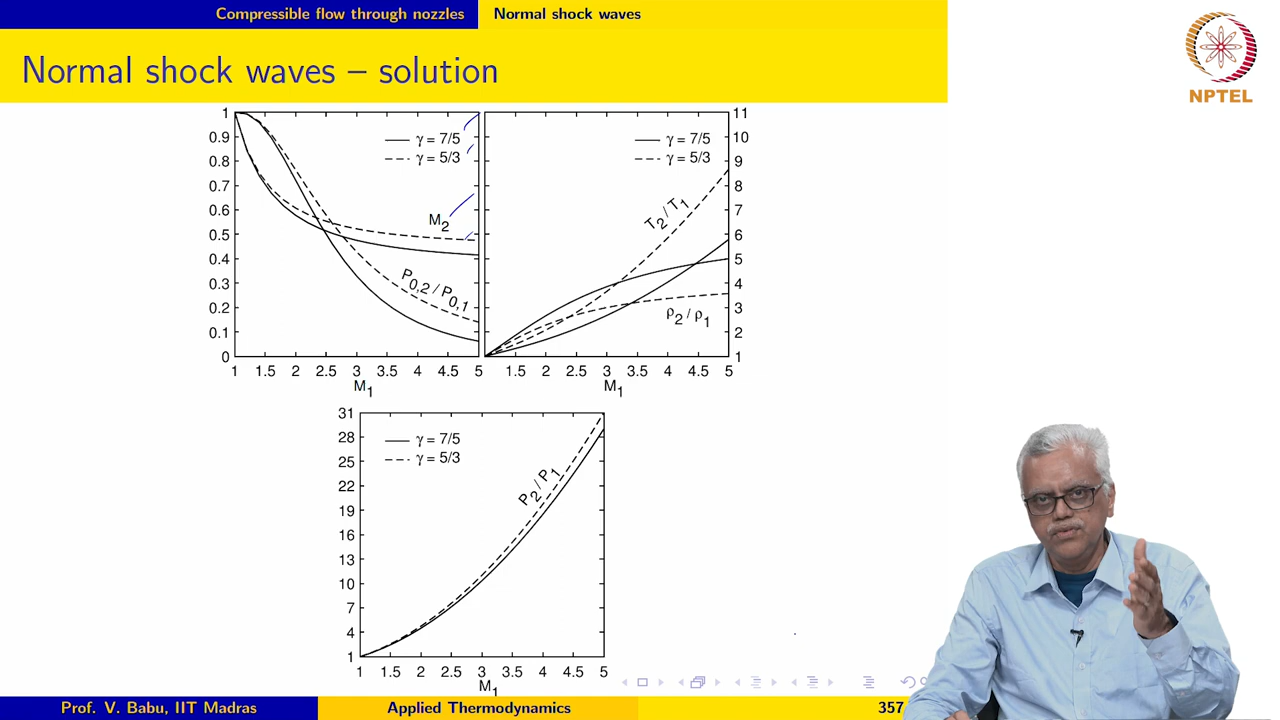 Compressible flow through nozzles Normal shock waves
NPTEL
Normal shock waves – solution
1
0.9
0.8
0.7
0.6
0.5
0.4
0.3
0.2
0.1
0
γ = 7/5
γ = 5/3
M2
P0,2 / P0,1
1 1.5 2 2.5 3 3.5 4 4.5 5
M1
11
10
9
8
7
6
5
4
3
2
1
γ = 7/5
γ = 5/3
T2 / T1
ρ2 / ρ1
1.5 2 2.5 3 3.5 4 4.5 5
M1
31
28
25
22
19
16
13
10
7
4
1
γ = 7/5
γ = 5/3
P2 / P1
1 1.5 2 2.5 3 3.5 4 4.5 5
M1
Prof. V. Babu, IIT Madras Applied Thermodynamics 357